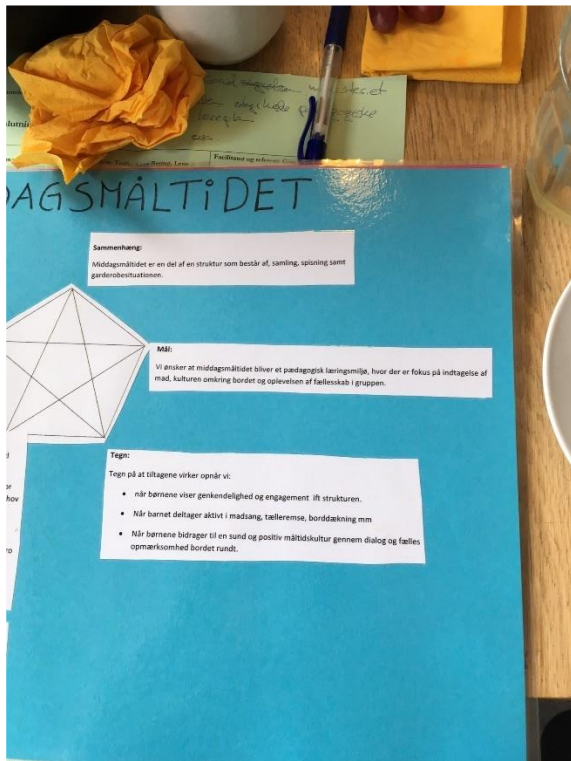 Facilitator og referent:
DAGSMÅLTiDET
Sammenhæng:
Middagsmåltidet er en del af en struktur som består af, samling, spisning samt
garderobesituationen.
Mål:
Vi ønsker at middagsmåltidet bliver et pædagogisk læringsmiljø, hvor der er fokus på indtagelse af
mad, kulturen omkring bordet og oplevelsen af fællesskab i gruppen.
Tegn:
Tegn på at tiltagene virker opnår vi:
• når børnene viser genkendelighed og engagement ift strukturen.
• Når barnet deltager aktivt i madsang, tælleremse, borddækning mm
• Når børnene bidrager til en sund og positiv måltidskultur gennem dialog og fælles
opmærksomhed bordet rundt.